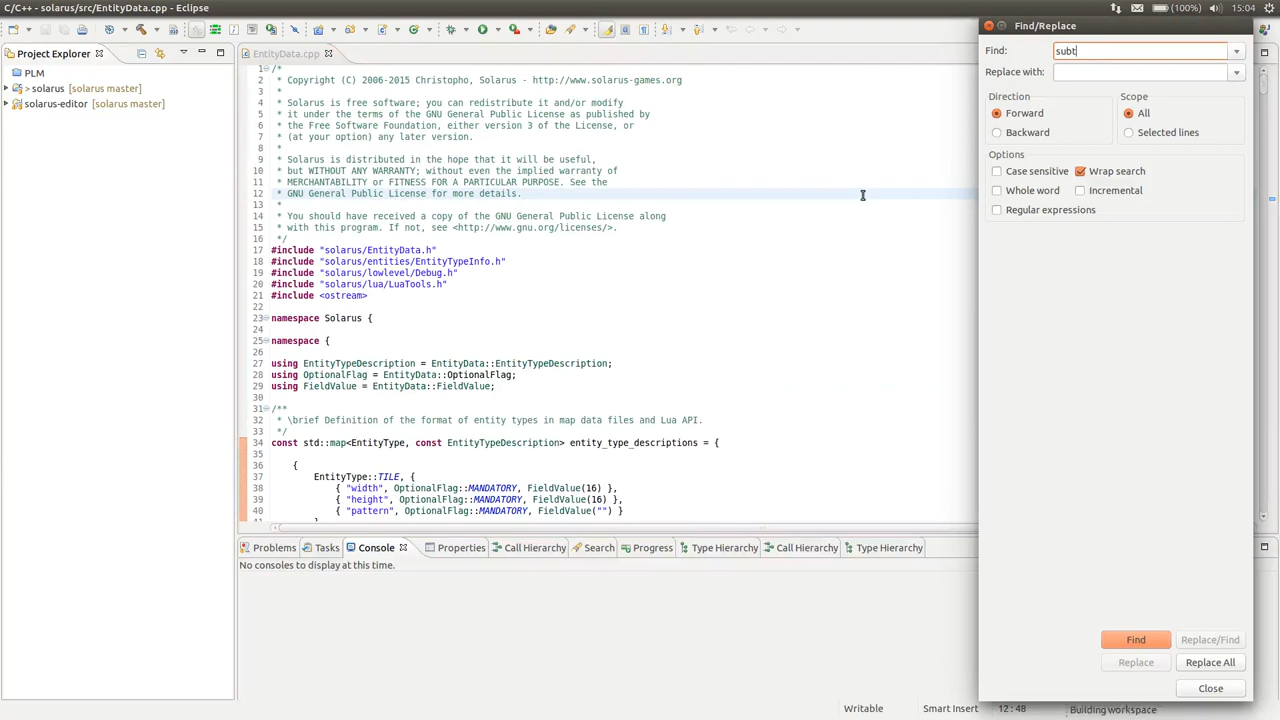 C/C++ - solarus/src/EntityData.cpp - Eclipse
(100%)
15:04
Project Explorer
PLM
> solarus [solarus master]
solarus-editor [solarus master]
EntityData.cpp
1 /*
2 * Copyright (C) 2006-2015 Christopho, Solarus - http://www.solarus-games.org
3 *
4 * Solarus is free software; you can redistribute it and/or modify
5 * it under the terms of the GNU General Public License as published by
6 * the Free Software Foundation, either version 3 of the License, or
7 * (at your option) any later version.
8 *
9 * Solarus is distributed in the hope that it will be useful,
10 * but WITHOUT ANY WARRANTY; without even the implied warranty of
11 * MERCHANTABILITY or FITNESS FOR A PARTICULAR PURPOSE. See the
12 * GNU General Public License for more details.
13 *
14 * You should have received a copy of the GNU General Public License along
15 * with this program. If not, see <http://www.gnu.org/licenses/>.
16 */
17 #include "solarus/EntityData.h"
18 #include "solarus/entities/EntityTypeInfo.h"
19 #include "solarus/lowlevel/Debug.h"
20 #include "solarus/lua/LuaTools.h"
21 #include <ostream>
22
23 namespace Solarus {
24
25 namespace {
26
27 using EntityTypeDescription = EntityData::EntityTypeDescription;
28 using OptionalFlag = EntityData::OptionalFlag;
29 using FieldValue = EntityData::FieldValue;
30
31 /**
32 * \brief Definition of the format of entity types in map data files and Lua API.
33 */
34 const std::map<EntityType, const EntityTypeDescription> entity_type_descriptions = {
35
36 {
37 EntityType::TILE, {
38 { "width", OptionalFlag::MANDATORY, FieldValue(16) },
39 { "height", OptionalFlag::MANDATORY, FieldValue(16) },
40 { "pattern", OptionalFlag::MANDATORY, FieldValue("") }
41 }
Problems
Tasks
Console
Properties
Call Hierarchy
Search
Progress
Type Hierarchy
Call Hierarchy
Type Hierarchy
No consoles to display at this time.
Writable
Smart Insert
12 : 48
Building workspace
Find/Replace
Find: subt
Replace with:
Direction
Forward
Backward
Scope
All
Selected lines
Options
Case sensitive
Wrap search
Whole word
Incremental
Regular expressions
Find
Replace/Find
Replace
Replace All
Close